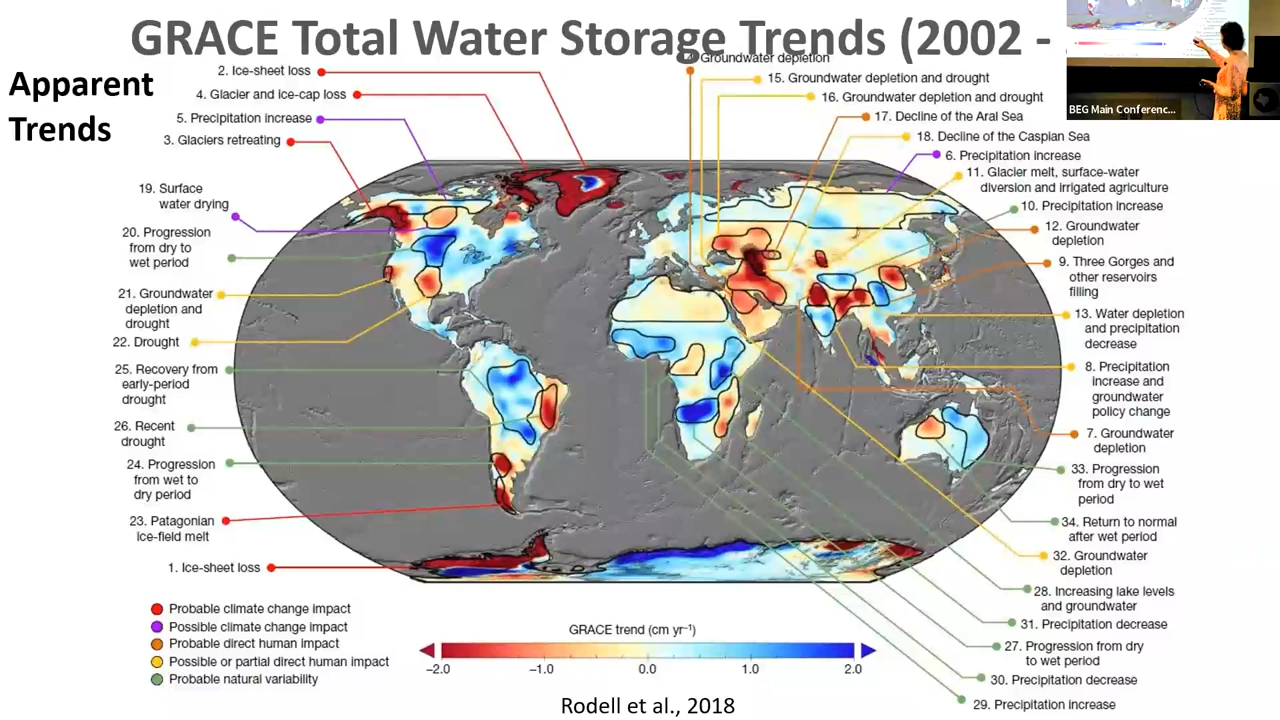 GRACE Total Water Storage Trends (2002 -
Apparent
Trends
BEG Main Conferenc...
2. Ice-sheet loss
4. Glacier and ice-cap loss
5. Precipitation increase
3. Glaciers retreating
19. Surface
water drying
20. Progression
from dry to
wet period
21. Groundwater
depletion and
drought
22. Drought
25. Recovery from
early-period
drought
26. Recent
drought
24. Progression
from wet to
dry period
23. Patagonian
ice-field melt
1. Ice-sheet loss
Groundwater
depletion
15. Groundwater depletion and drought
16. Groundwater depletion and drought
17. Decline of the Aral Sea
18. Decline of the Caspian Sea
6. Precipitation increase
11. Glacier melt, surface-water
diversion and irrigated agriculture
10. Precipitation increase
12. Groundwater
depletion
9. Three Gorges and
other reservoirs
filling
13. Water depletion
and precipitation
decrease
8. Precipitation
increase and
groundwater
policy change
7. Groundwater
depletion
33. Progression
from dry to wet
period
34. Return to normal
after wet period
32. Groundwater
depletion
28. Increasing lake levels
and groundwater
31. Precipitation decrease
27. Progression from dry
to wet period
30. Precipitation decrease
29. Precipitation increase
Probable climate change impact
Possible climate change impact
Probable direct human impact
Possible or partial direct human impact
Probable natural variability
GRACE trend (cm yr⁻¹)
−2.0 −1.0 0.0 1.0 2.0
Rodell et al., 2018